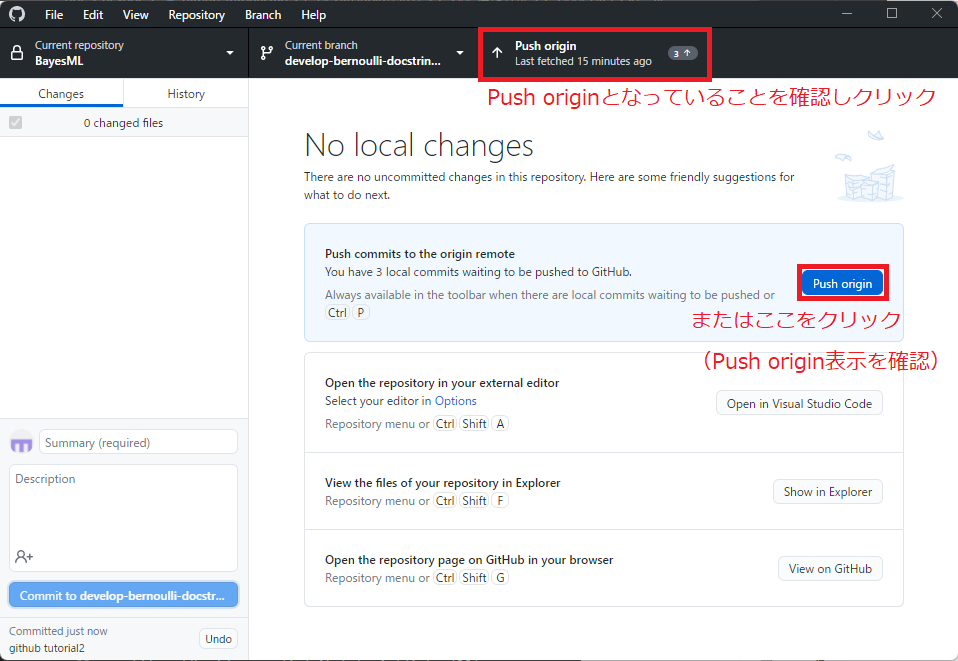 File Edit View Repository Branch Help
Current repository
BayesML
Current branch
develop-bernoulli-docstrin...
Push origin
Last fetched 15 minutes ago
3
Push originとなっていることを確認しクリック
Changes
History
0 changed files
No local changes
There are no uncommitted changes in this repository. Here are some friendly suggestions for
what to do next.
Push commits to the origin remote
You have 3 local commits waiting to be pushed to GitHub.
Always available in the toolbar when there are local commits waiting to be pushed or
Ctrl P
Push origin
またはここをクリック
（Push origin表示を確認）
Open the repository in your external editor
Select your editor in Options
Repository menu or Ctrl Shift A
Open in Visual Studio Code
View the files of your repository in Explorer
Repository menu or Ctrl Shift F
Show in Explorer
Open the repository page on GitHub in your browser
Repository menu or Ctrl Shift G
View on GitHub
Summary (required)
Description
Commit to develop-bernoulli-docstr...
Committed just now
github tutorial2
Undo